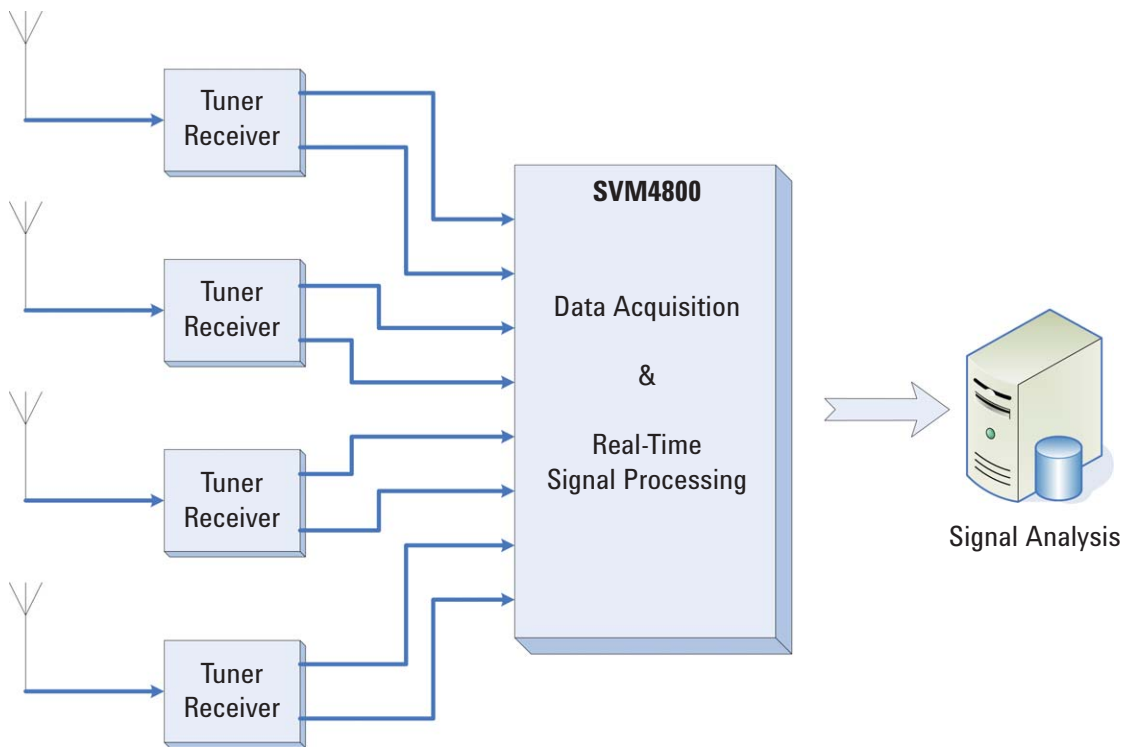 Tuner
Receiver
Tuner
Receiver
Tuner
Receiver
Tuner
Receiver
SVM4800
Data Acquisition
&
Real-Time
Signal Processing
Signal Analysis